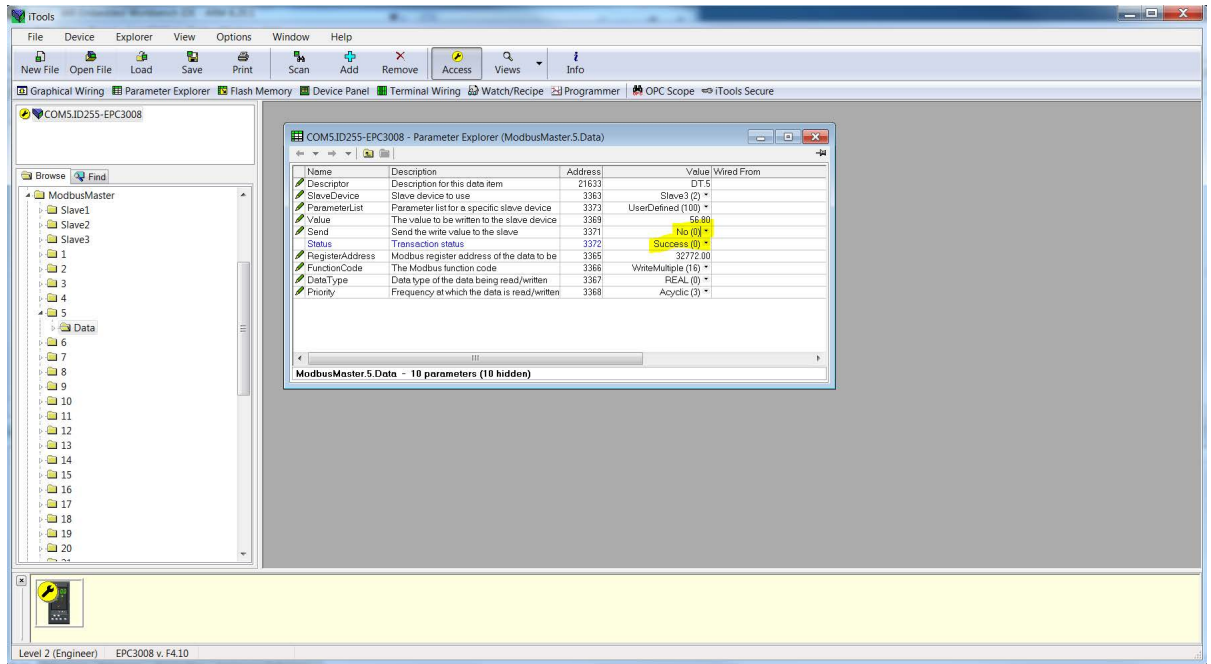 iTools
File Device Explorer View Options Window Help
New File Open File Load Save Print Scan Add Remove Access Views Info
Graphical Wiring Parameter Explorer Flash Memory Device Panel Terminal Wiring Watch/Recipe Programmer OPC Scope iTools Secure
COM5.ID255-EPC3008
Browse Find
ModbusMaster
Slave1
Slave2
Slave3
1
2
3
4
5
Data
6
7
8
9
10
11
12
13
14
15
16
17
18
19
20
COM5.ID255-EPC3008 - Parameter Explorer (ModbusMaster.5.Data)
Name Description Address Value Wired From
Descriptor Description for this data item 21633 DT.5
SlaveDevice Slave device to use 3363 Slave3 (2)
ParameterList Parameter list for a specific slave device 3373 UserDefined (100)
Value The value to be written to the slave device 3369 56.80
Send Send the write value to the slave 3371 No (0)
Status Transaction status 3372 Success (0)
RegisterAddress Modbus register address of the data to be 3365 32772.00
FunctionCode The Modbus function code 3366 WriteMultiple (16)
DataType Data type of the data being read/written 3367 REAL (0)
Priority Frequency at which the data is read/written 3368 Acyclic (3)
ModbusMaster.5.Data - 10 parameters (10 hidden)
Level 2 (Engineer) EPC3008 v. F4.10